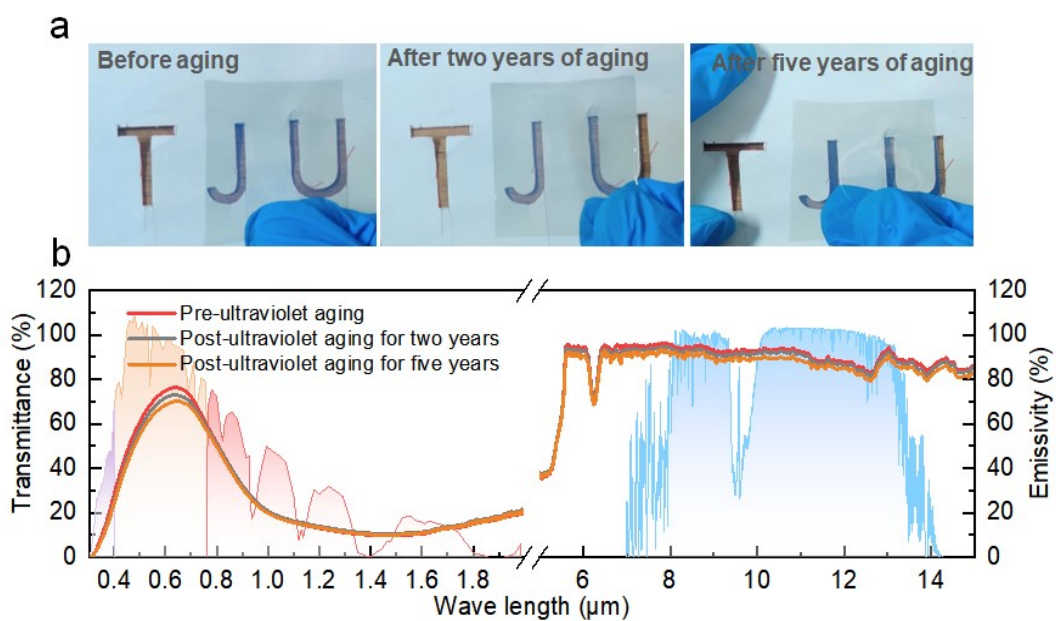 a
Before aging
After two years of aging
After five years of aging
T J U
T J U
T J U
b
120
100
80
60
40
20
0
Transmittance (%)
Pre-ultraviolet aging
Post-ultraviolet aging for two years
Post-ultraviolet aging for five years
120
100
80
60
40
20
0
Emissivity (%)
0.4 0.6 0.8 1.0 1.2 1.4 1.6 1.8 6 8 10 12 14
Wave length (μm)